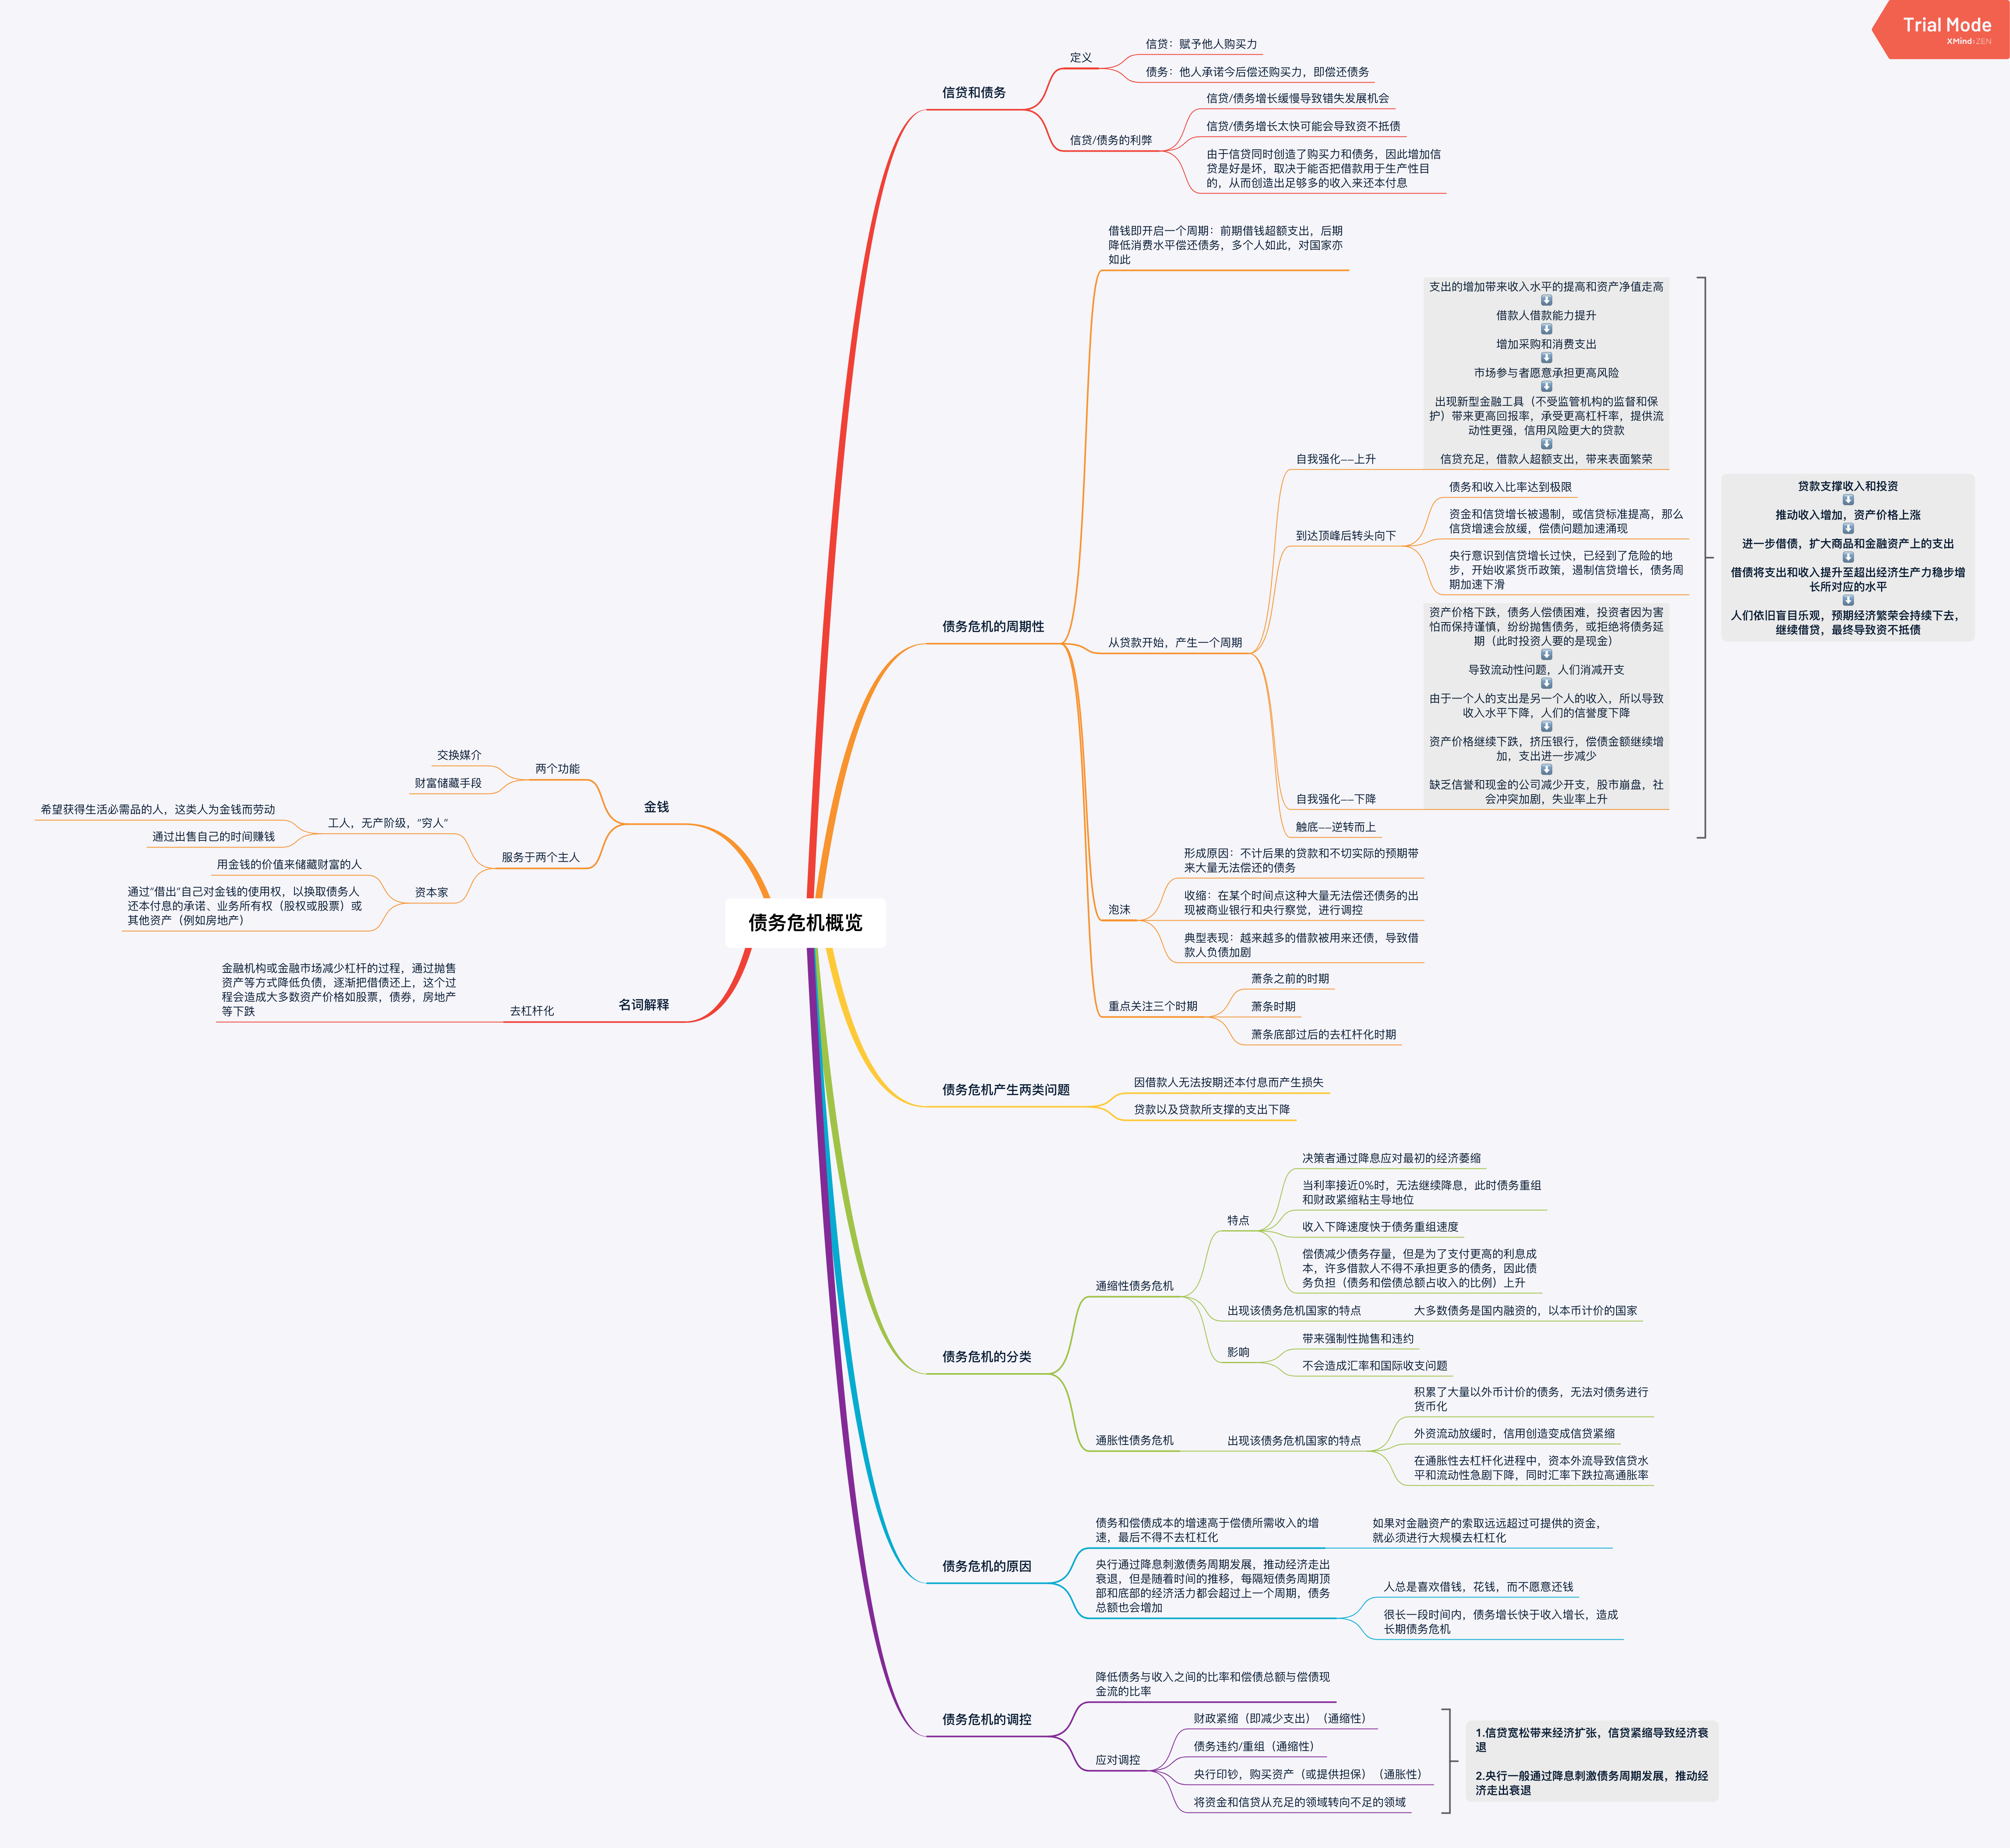 Trial Mode
XMind:ZEN
债务危机概览
信贷和债务
定义
信贷：赋予他人购买力
债务：他人承诺今后偿还购买力，即偿还债务
信贷/债务的利弊
信贷/债务增长缓慢导致错失发展机会
信贷/债务增长太快可能会导致资不抵债
由于信贷同时创造了购买力和债务，因此增加信
贷是好是坏，取决于能否把借款用于生产性目
的，从而创造出足够多的收入来还本付息
债务危机的周期性
借钱即开启一个周期：前期借钱超额支出，后期
降低消费水平偿还债务，多个人如此，对国家亦
如此
从贷款开始，产生一个周期
自我强化——上升
支出的增加带来收入水平的提高和资产净值走高
⬇️
借款人借款能力提升
⬇️
增加采购和消费支出
⬇️
市场参与者愿意承担更高风险
⬇️
出现新型金融工具（不受监管机构的监督和保
护）带来更高回报率，承受更高杠杆率，提供流
动性更强，信用风险更大的贷款
⬇️
信贷充足，借款人超额支出，带来表面繁荣
到达顶峰后转头向下
债务和收入比率达到极限
资金和信贷增长被遏制，或信贷标准提高，那么
信贷增速会放缓，偿债问题加速涌现
央行意识到信贷增长过快，已经到了危险的地
步，开始收紧货币政策，遏制信贷增长，债务周
期加速下滑
自我强化——下降
资产价格下跌，债务人偿债困难，投资者因为害
怕而保持谨慎，纷纷抛售债务，或拒绝将债务延
期（此时投资人要的是现金）
⬇️
导致流动性问题，人们消减开支
⬇️
由于一个人的支出是另一个人的收入，所以导致
收入水平下降，人们的信誉度下降
⬇️
资产价格继续下跌，挤压银行，偿债金额继续增
加，支出进一步减少
⬇️
缺乏信誉和现金的公司减少开支，股市崩盘，社
会冲突加剧，失业率上升
触底——逆转而上
贷款支撑收入和投资
⬇️
推动收入增加，资产价格上涨
⬇️
进一步借债，扩大商品和金融资产上的支出
⬇️
借债将支出和收入提升至超出经济生产力稳步增
长所对应的水平
⬇️
人们依旧盲目乐观，预期经济繁荣会持续下去，
继续借贷，最终导致资不抵债
泡沫
形成原因：不计后果的贷款和不切实际的预期带
来大量无法偿还的债务
收缩：在某个时间点这种大量无法偿还债务的出
现被商业银行和央行察觉，进行调控
典型表现：越来越多的借款被用来还债，导致借
款人负债加剧
重点关注三个时期
萧条之前的时期
萧条时期
萧条底部过后的去杠杆化时期
债务危机产生两类问题
因借款人无法按期还本付息而产生损失
贷款以及贷款所支撑的支出下降
债务危机的分类
通缩性债务危机
特点
决策者通过降息应对最初的经济萎缩
当利率接近0%时，无法继续降息，此时债务重组
和财政紧缩粘主导地位
收入下降速度快于债务重组速度
偿债减少债务存量，但是为了支付更高的利息成
本，许多借款人不得不承担更多的债务，因此债
务负担（债务和偿债总额占收入的比例）上升
出现该债务危机国家的特点
大多数债务是国内融资的，以本币计价的国家
影响
带来强制性抛售和违约
不会造成汇率和国际收支问题
通胀性债务危机
出现该债务危机国家的特点
积累了大量以外币计价的债务，无法对债务进行
货币化
外资流动放缓时，信用创造变成信贷紧缩
在通胀性去杠杆化进程中，资本外流导致信贷水
平和流动性急剧下降，同时汇率下跌拉高通胀率
债务危机的原因
债务和偿债成本的增速高于偿债所需收入的增
速，最后不得不去杠杠化
如果对金融资产的索取远远超过可提供的资金，
就必须进行大规模去杠杠化
央行通过降息刺激债务周期发展，推动经济走出
衰退，但是随着时间的推移，每隔短债务周期顶
部和底部的经济活力都会超过上一个周期，债务
总额也会增加
人总是喜欢借钱，花钱，而不愿意还钱
很长一段时间内，债务增长快于收入增长，造成
长期债务危机
债务危机的调控
降低债务与收入之间的比率和偿债总额与偿债现
金流的比率
应对调控
财政紧缩（即减少支出）（通缩性）
债务违约/重组（通缩性）
央行印钞，购买资产（或提供担保）（通胀性）
将资金和信贷从充足的领域转向不足的领域
1.信贷宽松带来经济扩张，信贷紧缩导致经济衰
退
2.央行一般通过降息刺激债务周期发展，推动经
济走出衰退
金钱
两个功能
交换媒介
财富储藏手段
服务于两个主人
工人，无产阶级，“穷人”
希望获得生活必需品的人，这类人为金钱而劳动
通过出售自己的时间赚钱
资本家
用金钱的价值来储藏财富的人
通过“借出”自己对金钱的使用权，以换取债务人
还本付息的承诺、业务所有权（股权或股票）或
其他资产（例如房地产）
名词解释
去杠杆化
金融机构或金融市场减少杠杆的过程，通过抛售
资产等方式降低负债，逐渐把借债还上，这个过
程会造成大多数资产价格如股票，债券，房地产
等下跌